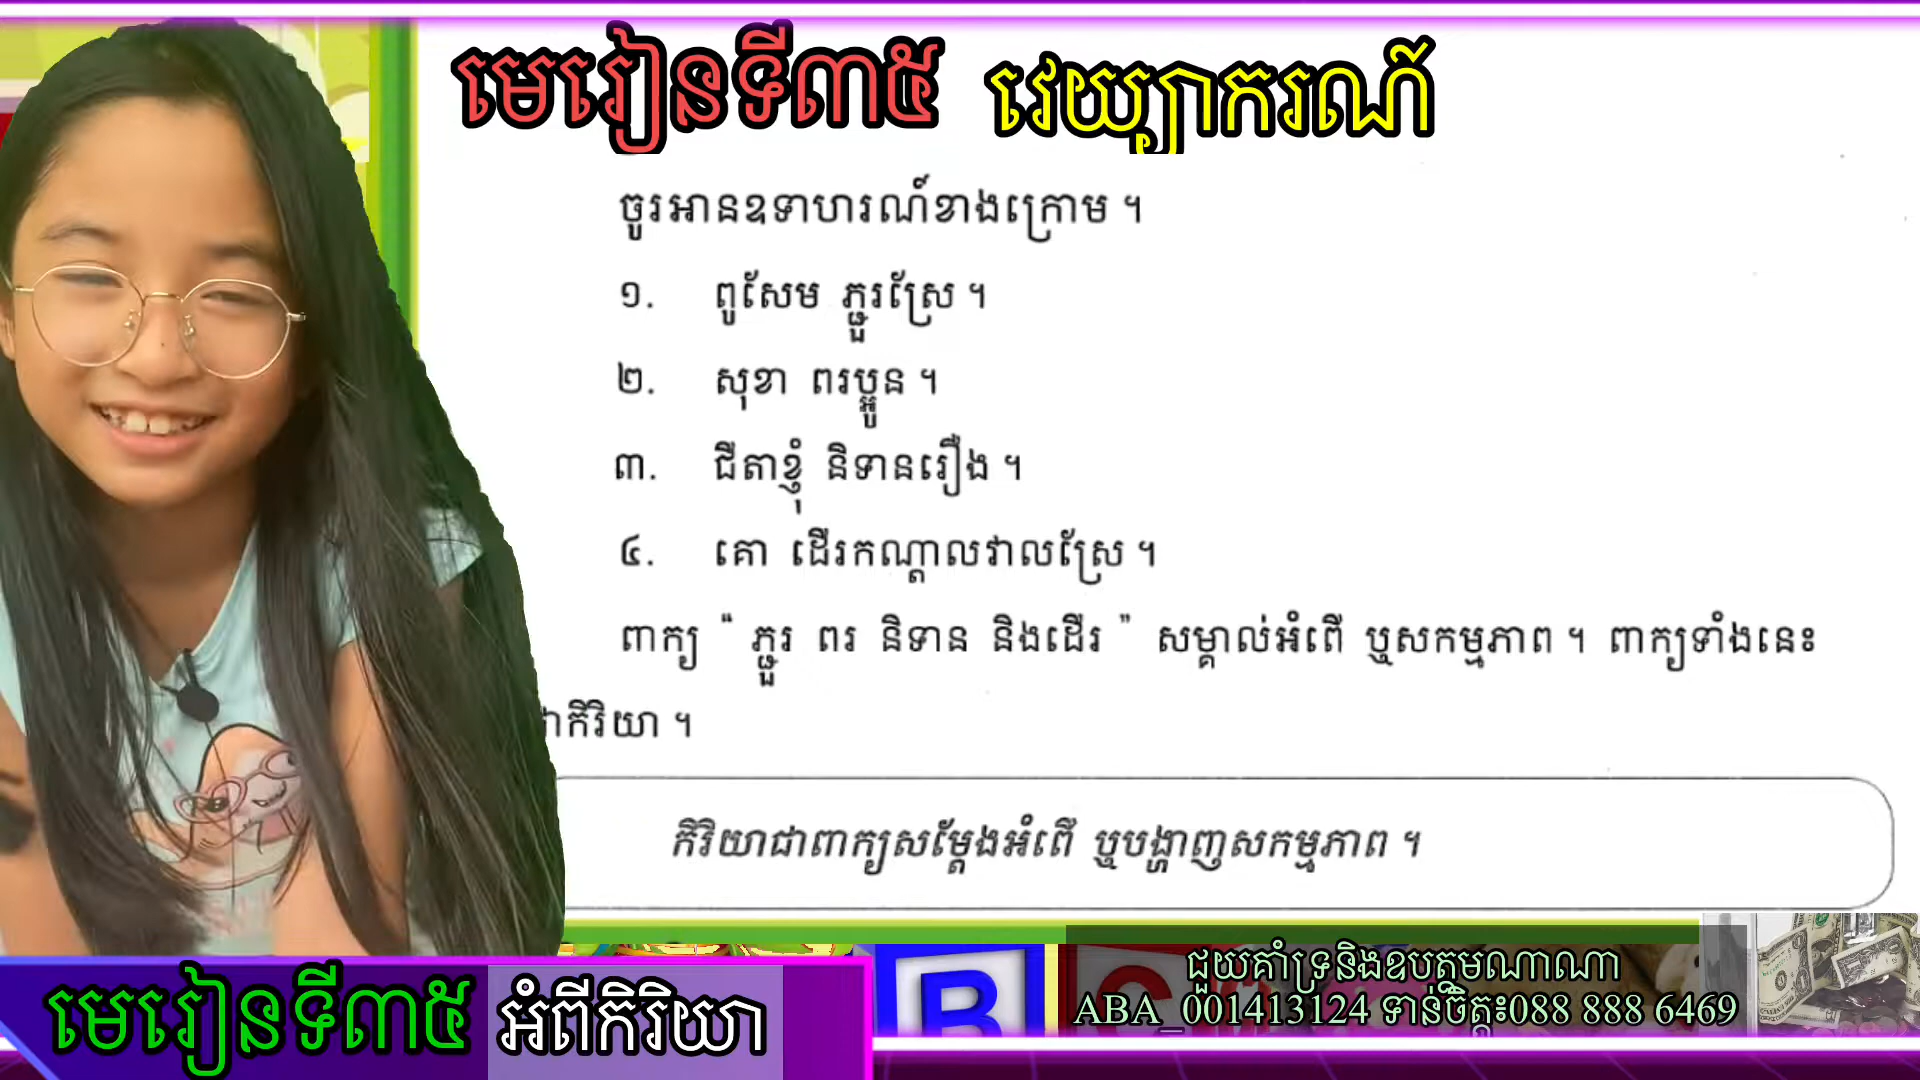 មេរៀនទី៣៥ វេយ្យាករណ៍
ចូរអានឧទាហរណ៍ខាងក្រោម ។
១. ពូសែម ភ្ជួរស្រែ ។
២. សុខា ពរប្អូន ។
៣. ជីតាខ្ញុំ និទានរឿង ។
៤. គោ ដើរកណ្ដាលវាលស្រែ ។
ពាក្យ “ ភ្ជួរ ពរ និទាន និងដើរ ” សម្គាល់អំពើ ឬសកម្មភាព ។ ពាក្យទាំងនេះ
ជាកិរិយា ។
កិរិយាជាពាក្យសម្ដែងអំពើ ឬបង្ហាញសកម្មភាព ។
B
C
ជួយគាំទ្រនិងឧបត្ថមណាណា
ABA_001413124 ទាន់ចិត្ត៖088 888 6469
មេរៀនទី៣៥ អំពីកិរិយា